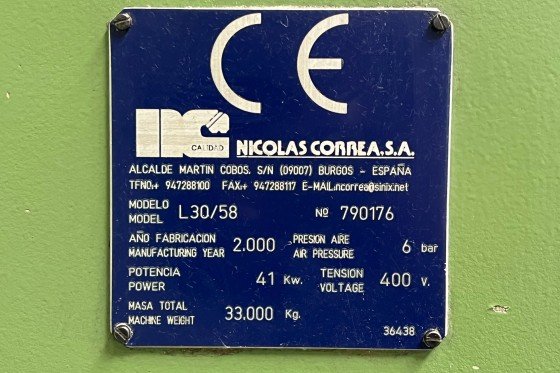 CE
CALIDAD
NICOLAS CORREA, S.A.
ALCALDE MARTIN COBOS. S/N (09007) BURGOS - ESPAÑA
TFNO.+ 947288100 FAX.+ 947288117 E-MAIL.ncorrea@sinix.net
MODELO
MODEL L30/58 Nº 790176
AÑO FABRICACION
MANUFACTURING YEAR 2.000 PRESION AIRE
AIR PRESSURE 6 bar
POTENCIA
POWER 41 Kw. TENSION
VOLTAGE 400 V.
MASA TOTAL
MACHINE WEIGHT 33.000 Kg.
36438